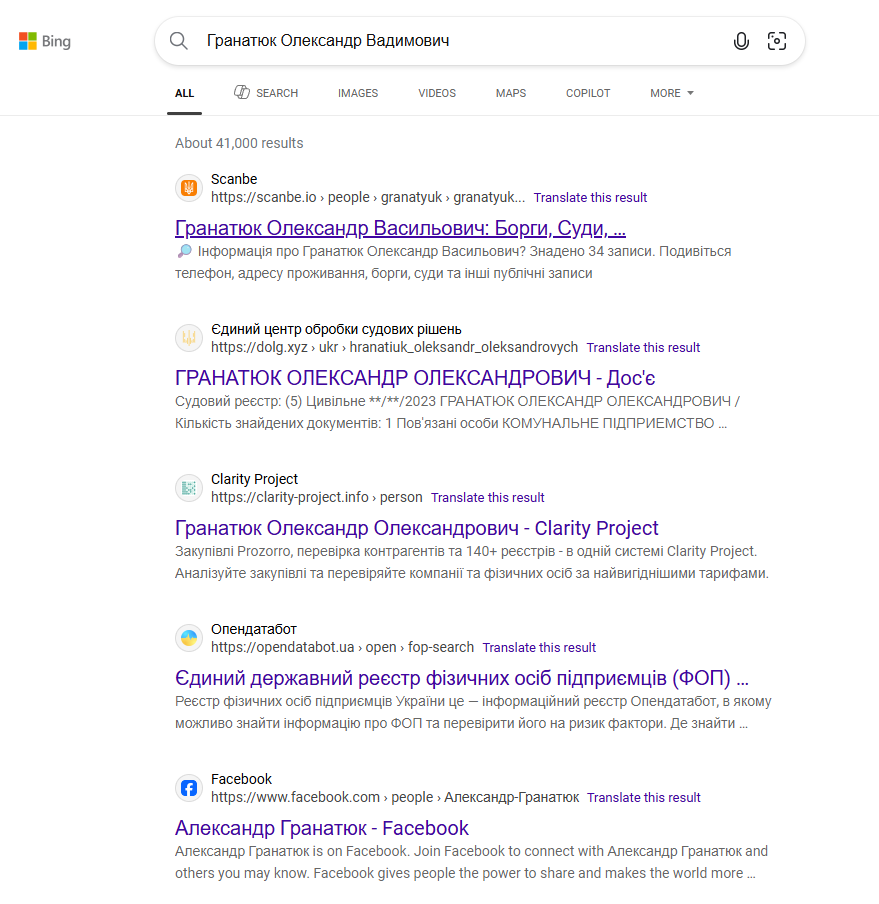 Bing
Гранатюк Олександр Вадимович
ALL SEARCH IMAGES VIDEOS MAPS COPILOT MORE
About 41,000 results
Scanbe
https://scanbe.io › people › granatyuk › granatyuk... Translate this result
Гранатюк Олександр Васильович: Борги, Суди, ...
Інформація про Гранатюк Олександр Васильович? Знадено 34 записи. Подивіться
телефон, адресу проживання, борги, суди та інші публічні записи
Єдиний центр обробки судових рішень
https://dolg.xyz › ukr › hranatiuk_oleksandr_oleksandrovych Translate this result
ГРАНАТЮК ОЛЕКСАНДР ОЛЕКСАНДРОВИЧ - Дос'є
Судовий реєстр: (5) Цивільне **/**/2023 ГРАНАТЮК ОЛЕКСАНДР ОЛЕКСАНДРОВИЧ /
Кількість знайдених документів: 1 Пов'язані особи КОМУНАЛЬНЕ ПІДПРИЕМСТВО ...
Clarity Project
https://clarity-project.info › person Translate this result
Гранатюк Олександр Олександрович - Clarity Project
Закупівлі Prozorro, перевірка контрагентів та 140+ реєстрів - в одній системі Clarity Project.
Аналізуйте закупівлі та перевіряйте компанії та фізичних осіб за найвигіднішими тарифами.
Опендатабот
https://opendatabot.ua › open › fop-search Translate this result
Єдиний державний реєстр фізичних осіб підприємців (ФОП) ...
Реєстр фізичних осіб підприємців України це — інформаційний реєстр Опендатабот, в якому
можливо знайти інформацію про ФОП та перевірити його на ризик фактори. Де знайти ...
Facebook
https://www.facebook.com › people › Александр-Гранатюк Translate this result
Александр Гранатюк - Facebook
Александр Гранатюк is on Facebook. Join Facebook to connect with Александр Гранатюк and
others you may know. Facebook gives people the power to share and makes the world more ...